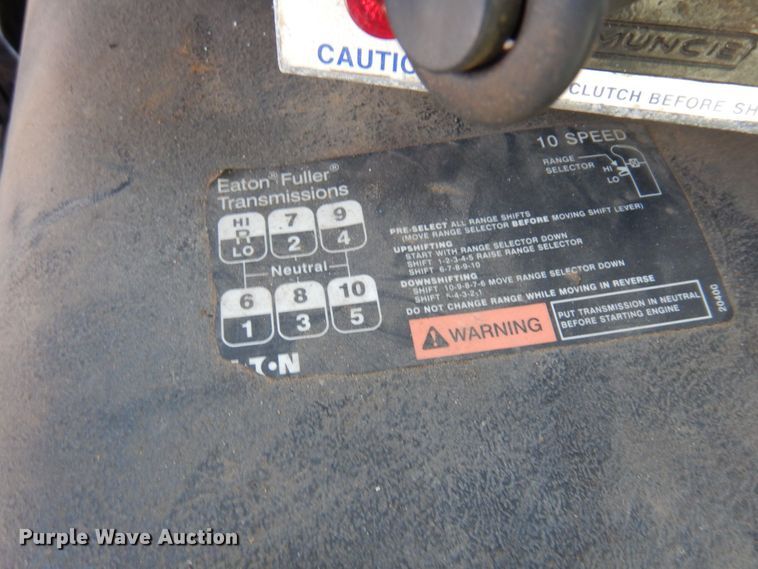 MUNCIE
CAUTIO
CLUTCH BEFORE SH
10 SPEED
RANGE
SELECTOR
HI
LO
Eaton® Fuller®
Transmissions
HI 7 9
R 2 4
LO
Neutral
6 8 10
1 3 5
PRE-SELECT ALL RANGE SHIFTS
(MOVE RANGE SELECTOR BEFORE MOVING SHIFT LEVER)
UPSHIFTING
START WITH RANGE SELECTOR DOWN
SHIFT 1-2-3-4-5 RAISE RANGE SELECTOR
SHIFT 6-7-8-9-10
DOWNSHIFTING
SHIFT 10-9-8-7-6 MOVE RANGE SELECTOR DOWN
SHIFT -4-3-2-1
DO NOT CHANGE RANGE WHILE MOVING IN REVERSE
WARNING
PUT TRANSMISSION IN NEUTRAL
BEFORE STARTING ENGINE
20400
T•N
Purple Wave Auction